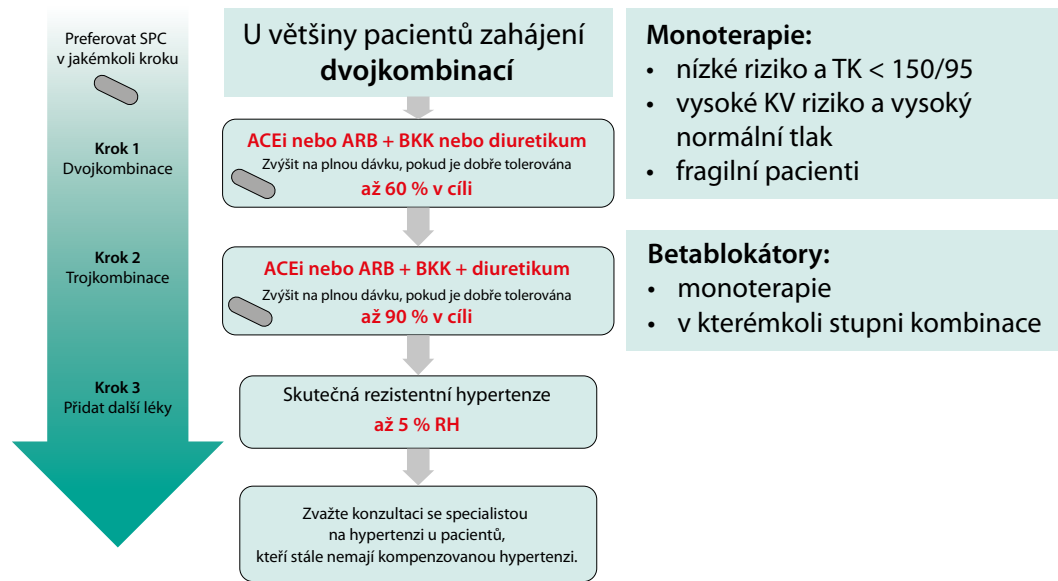 Preferovat SPC
v jakémkoli kroku
Krok 1
Dvojkombinace
Krok 2
Trojkombinace
Krok 3
Přidat další léky
U většiny pacientů zahájení
dvojkombinací
ACEi nebo ARB + BKK nebo diuretikum
Zvýšit na plnou dávku, pokud je dobře tolerována
až 60 % v cíli
ACEi nebo ARB + BKK + diuretikum
Zvýšit na plnou dávku, pokud je dobře tolerována
až 90 % v cíli
Skutečná rezistentní hypertenze
až 5 % RH
Zvažte konzultaci se specialistou
na hypertenzi u pacientů,
kteří stále nemají kompenzovanou hypertenzi.
Monoterapie:
• nízké riziko a TK < 150/95
• vysoké KV riziko a vysoký
normální tlak
• fragilní pacienti
Betablokátory:
• monoterapie
• v kterémkoli stupni kombinace